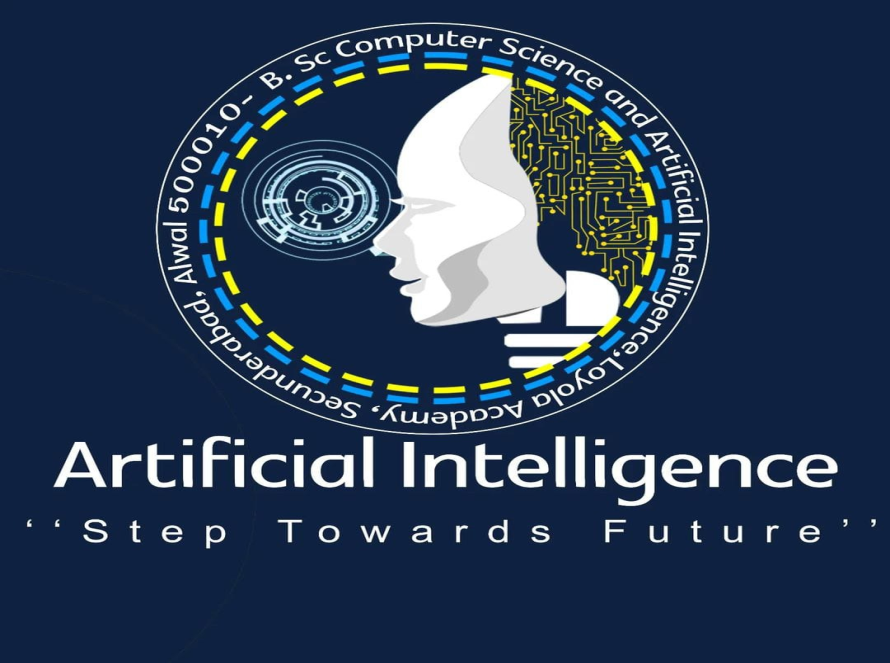 B. Sc Computer Science and Artificial Intelligence,Loyola Academy, Secunderabad, Alwal 500010~
Artificial Intelligence
‘‘Step Towards Future’’